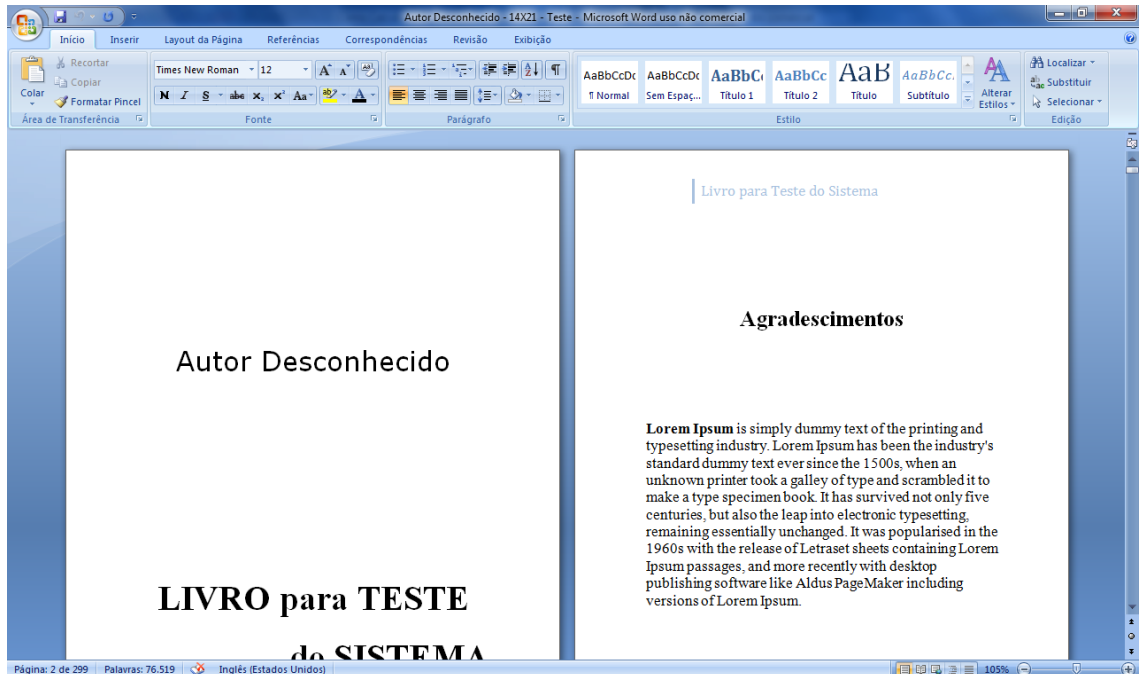 Autor Desconhecido - 14X21 - Teste - Microsoft Word uso não comercial
Início Inserir Layout da Página Referências Correspondências Revisão Exibição
Colar
Recortar
Copiar
Formatar Pincel
Área de Transferência
Times New Roman 12
N I S abe x, x² Aa A
Fonte
Parágrafo
AaBbCcDc AaBbCcDc AaBbC AaBbCc AaB AaBbCc.
¶ Normal Sem Espaç... Título 1 Título 2 Título Subtítulo
Alterar Estilos
Estilo
Localizar
Substituir
Selecionar
Edição
Autor Desconhecido
LIVRO para TESTE
do SISTEMA
Livro para Teste do Sistema
Agradescimentos
Lorem Ipsum is simply dummy text of the printing and
typesetting industry. Lorem Ipsum has been the industry's
standard dummy text ever since the 1500s, when an
unknown printer took a galley of type and scrambled it to
make a type specimen book. It has survived not only five
centuries, but also the leap into electronic typesetting,
remaining essentially unchanged. It was popularised in the
1960s with the release of Letraset sheets containing Lorem
Ipsum passages, and more recently with desktop
publishing software like Aldus PageMaker including
versions of Lorem Ipsum.
Página: 2 de 299 Palavras: 76.519 Inglês (Estados Unidos) 105%